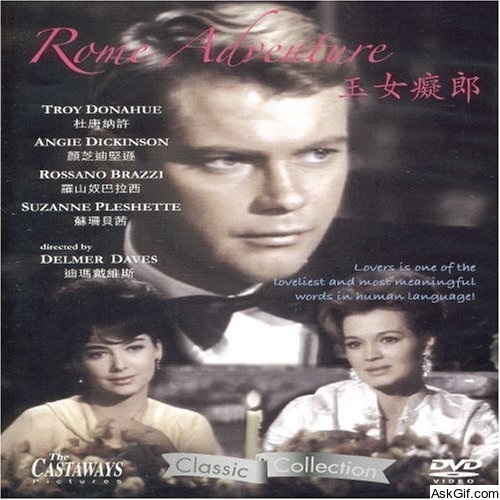 Rome Adventure
玉女癡郎
TROY DONAHUE
杜唐納許
ANGIE DICKINSON
顏芝迪堅遜
ROSSANO BRAZZI
羅山奴巴拉西
SUZANNE PLESHETTE
蘇珊貝茜
directed by
DELMER DAVES
迪瑪戴維斯
Lovers is one of the
loveliest and most meaningful
words in human language!
The
CASTAWAYS
Pictures
Classic Collection
DVD
VIDEO
AskGif.com